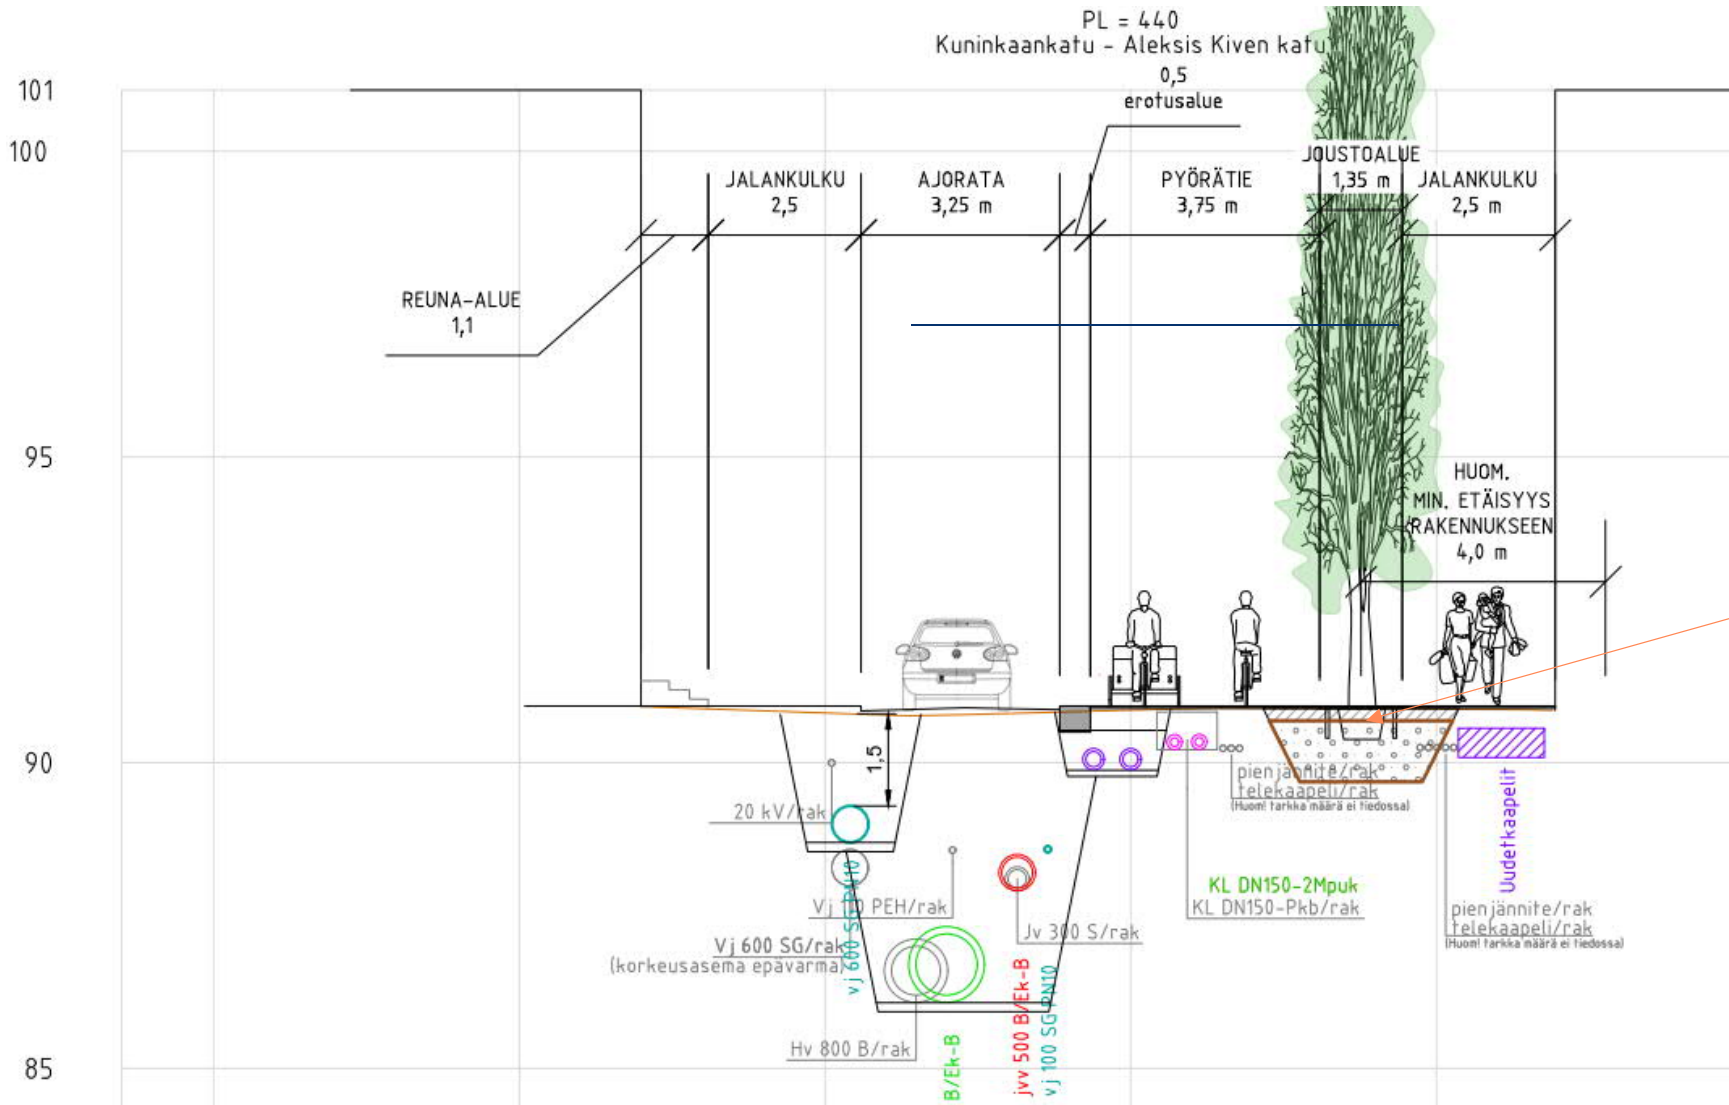 PL = 440
Kuninkaankatu - Aleksis Kiven katu
0,5
erotusalue
101
100
95
90
85
REUNA-ALUE
1,1
JALANKULKU
2,5
AJORATA
3,25 m
PYÖRÄTIE
3,75 m
JOUSTOALUE
1,35 m
JALANKULKU
2,5 m
HUOM.
MIN. ETÄISYYS
RAKENNUKSEEN
4,0 m
1,5
20 kV/rak
Vj 600 SG/rak
(korkeusasema epävarma)
vj 600 SG PN10
PEH/rak
Hv 800 B/rak
B/Ek-B
Jv 300 S/rak
jvv 500 B/Ek-B
vj 100 SG PN10
KL DN150-2Mpuk
KL DN150-Pkb/rak
pienjännite/rak
telekaapeli/rak
(Huom! tarkka määrä ei tiedossa)
Uudetkaapelit
pienjännite/rak
telekaapeli/rak
(Huom! tarkka määrä ei tiedossa)